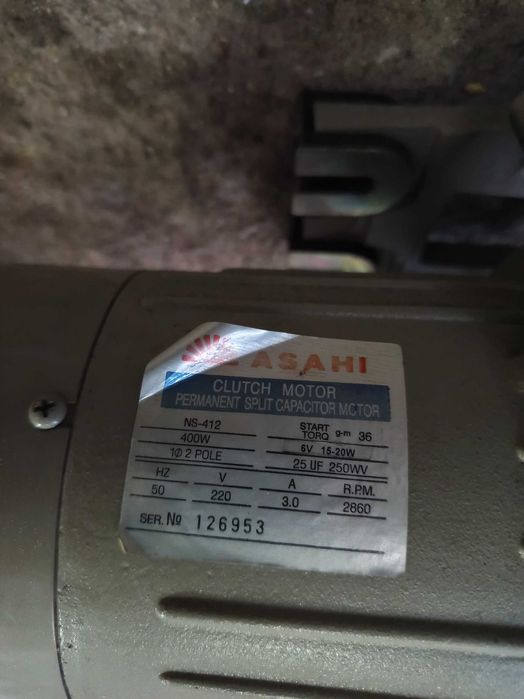 ASAHI
CLUTCH MOTOR
PERMANENT SPLIT CAPACITOR MOTOR
NS-412 START TORQ g-m 36
400W 6V 15-20W
1Ø 2 POLE 25 UF 250WV
HZ V A R.P.M.
50 220 3.0 2860
SER. No 126953